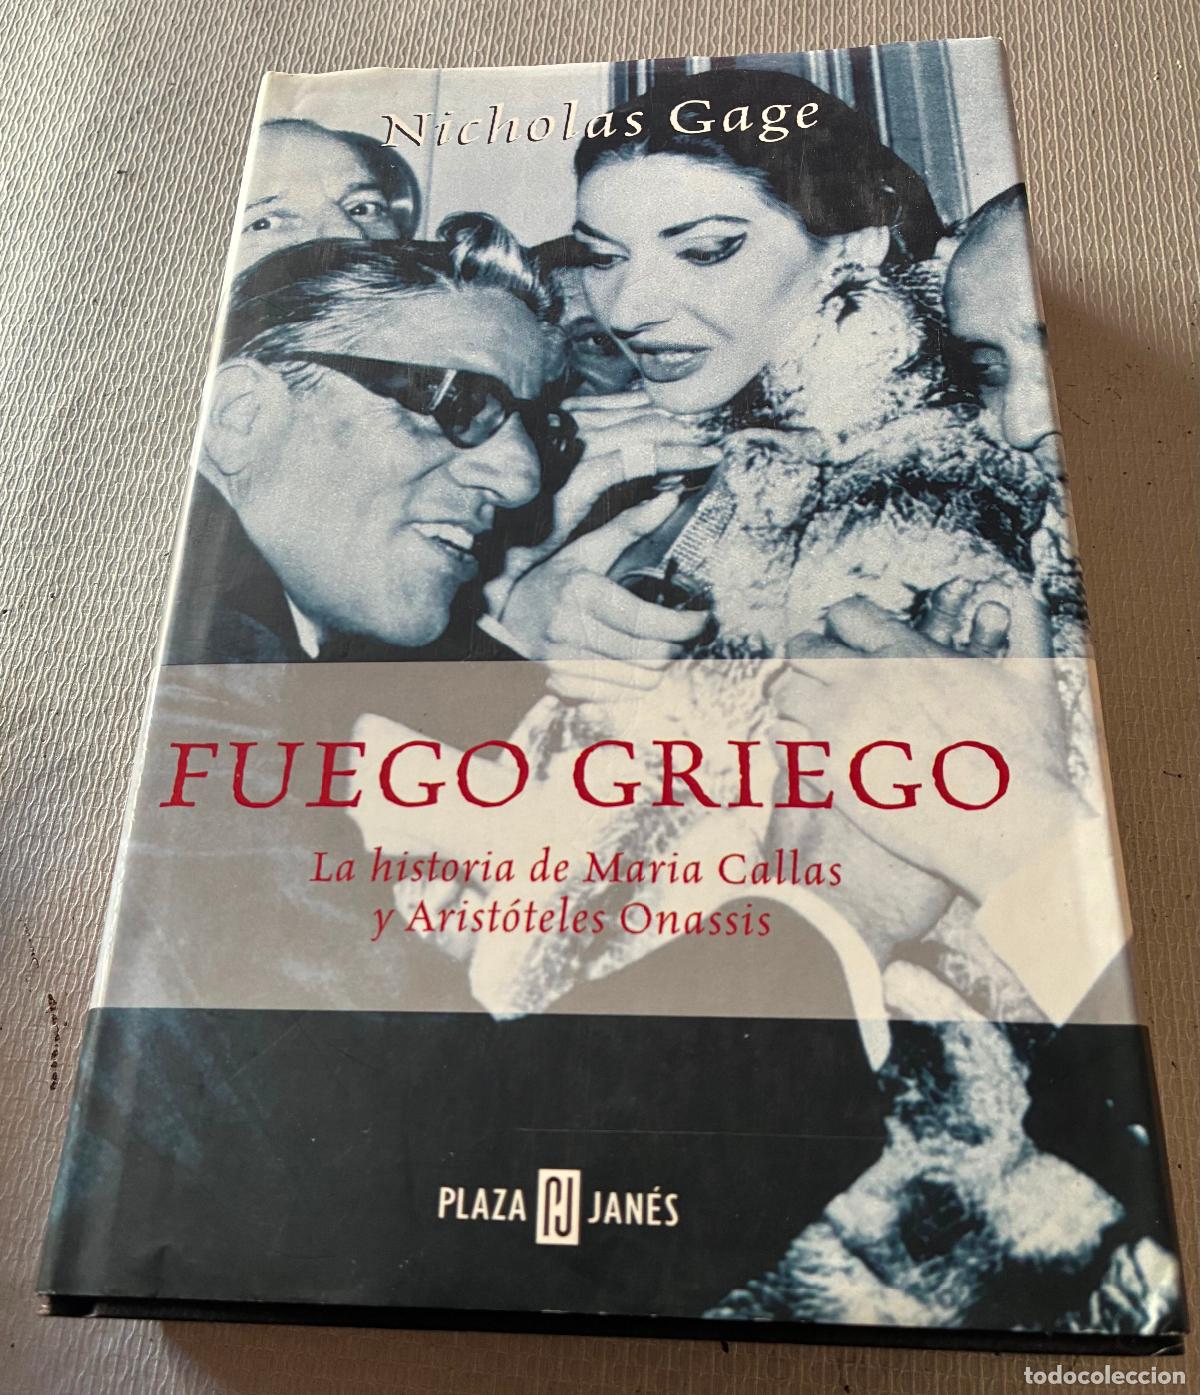 Nicholas Gage
FUEGO GRIEGO
La historia de Maria Callas
y Aristóteles Onassis
PLAZA PJ JANÉS
todocoleccion